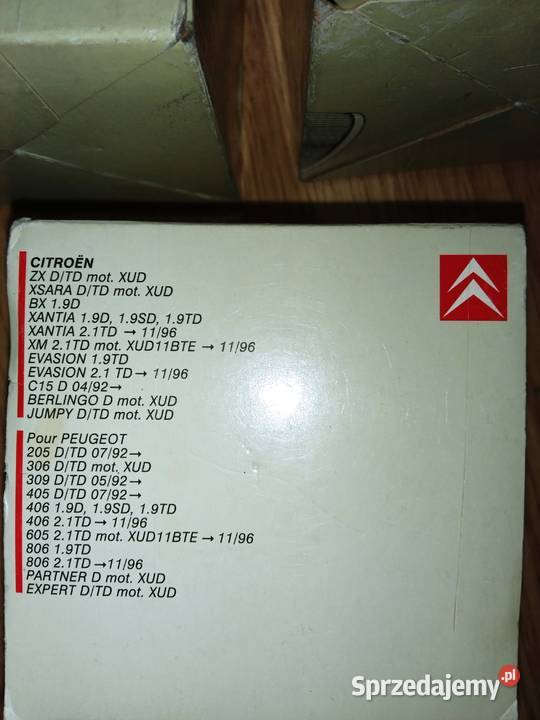 CITROËN
ZX D/TD mot. XUD
XSARA D/TD mot. XUD
BX 1.9D
XANTIA 1.9D, 1.9SD, 1.9TD
XANTIA 2.1TD → 11/96
XM 2.1TD mot. XUD11BTE → 11/96
EVASION 1.9TD
EVASION 2.1 TD → 11/96
C15 D 04/92 →
BERLINGO D mot. XUD
JUMPY D/TD mot. XUD
Pour PEUGEOT
205 D/TD 07/92 →
306 D/TD mot. XUD
309 D/TD 05/92 →
405 D/TD 07/92 →
406 1.9D, 1.9SD, 1.9TD
406 2.1TD → 11/96
605 2.1TD mot. XUD11BTE → 11/96
806 1.9TD
806 2.1TD →11/96
PARTNER D mot. XUD
EXPERT D/TD mot. XUD
Sprzedajemy.pl